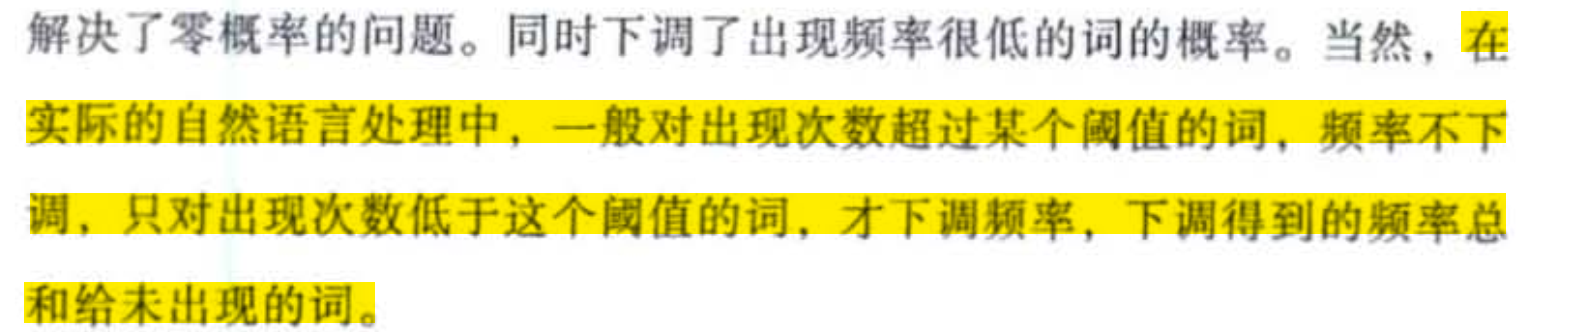 解决了零概率的问题。同时下调了出现频率很低的词的概率。当然，在
实际的自然语言处理中，一般对出现次数超过某个阈值的词，频率不下
调，只对出现次数低于这个阈值的词，才下调频率，下调得到的频率总
和给未出现的词。